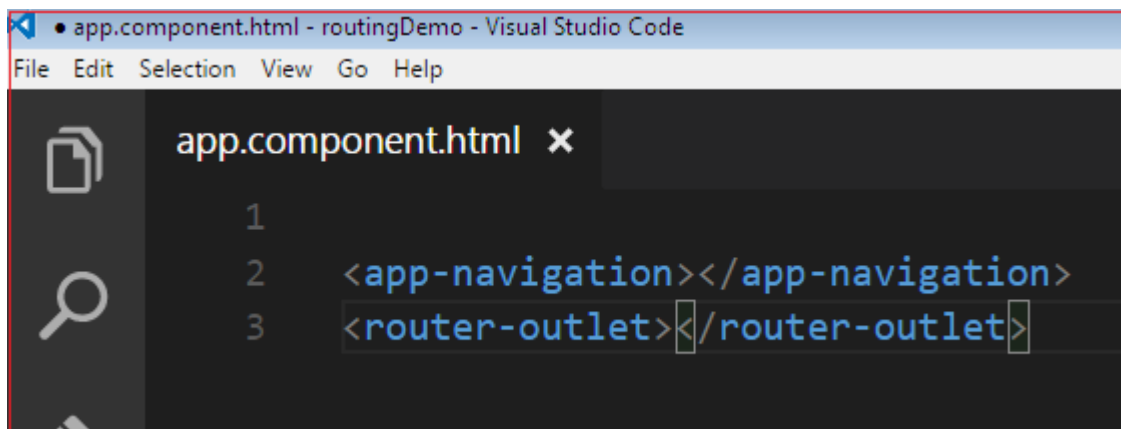 ● app.component.html - routingDemo - Visual Studio Code
File Edit Selection View Go Help
app.component.html ×
1
2 <app-navigation></app-navigation>
3 <router-outlet></router-outlet>